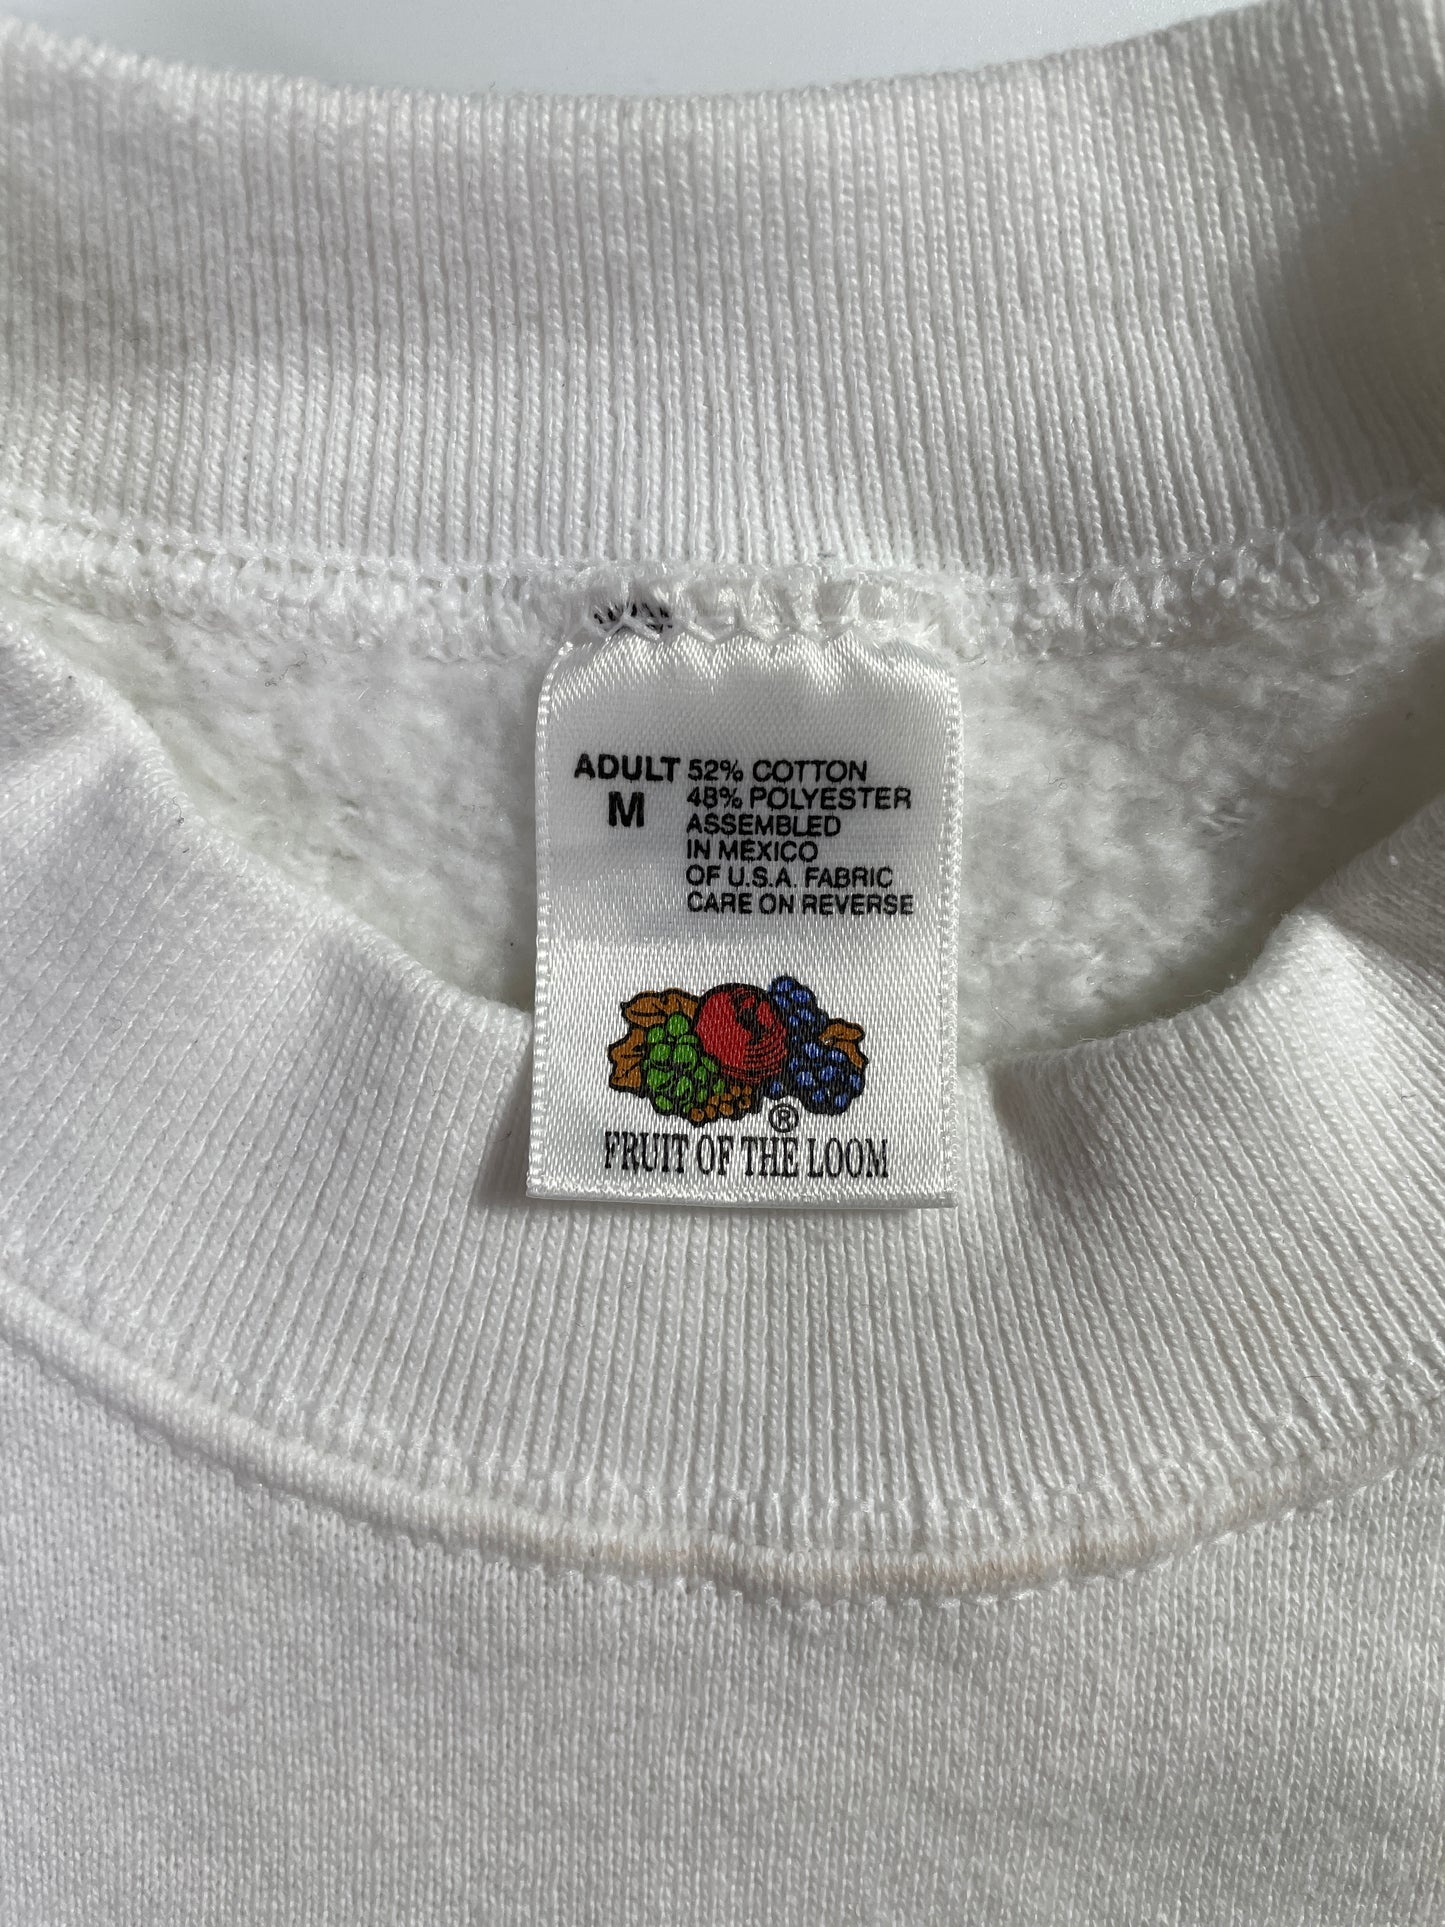 ADULT
M
52% COTTON
48% POLYESTER
ASSEMBLED
IN MEXICO
OF U.S.A. FABRIC
CARE ON REVERSE
®
FRUIT OF THE LOOM